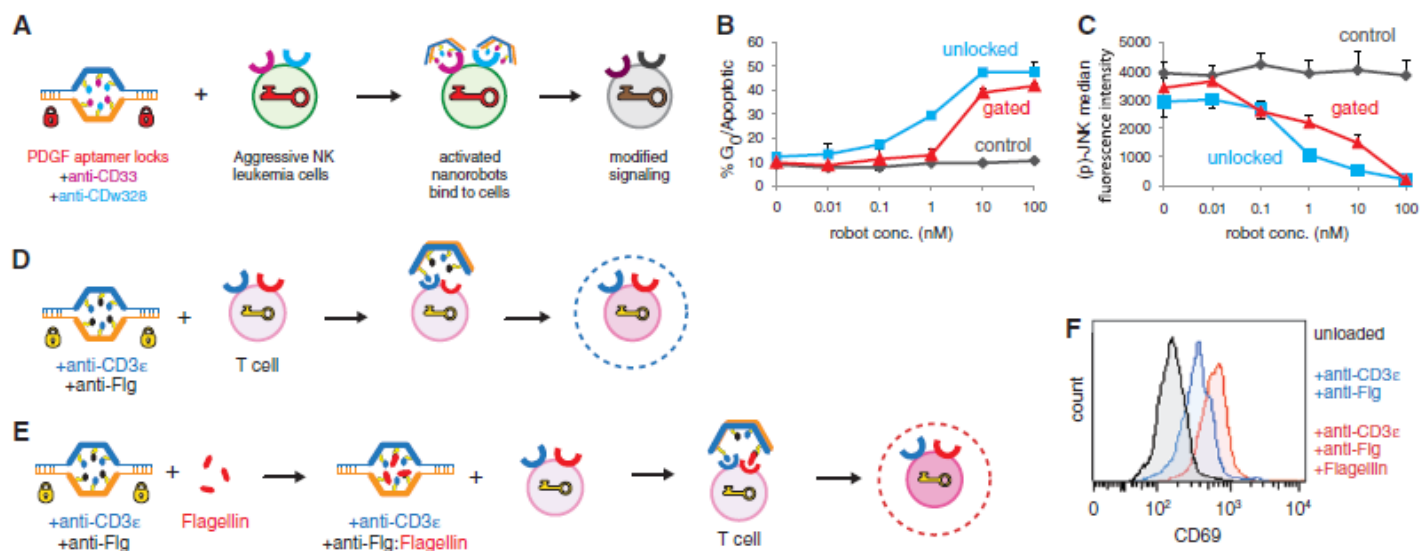 A
PDGF aptamer locks
+anti-CD33
+anti-CDw328
+
Aggressive NK
leukemia cells
activated
nanorobots
bind to cells
modified
signaling
B
% G0/Apoptotic
60
50
40
30
20
10
0
unlocked
gated
control
0 0.01 0.1 1 10 100
robot conc. (nM)
C
(p)-JNK median
fluorescence intensity
5000
4000
3000
2000
1000
0
control
gated
unlocked
0 0.01 0.1 1 10 100
robot conc. (nM)
D
+anti-CD3ε
+anti-Flg
+
T cell
E
+anti-CD3ε
+anti-Flg
+
Flagellin
+anti-CD3ε
+anti-Flg:Flagellin
+
T cell
F
count
0 10² 10³ 10⁴
CD69
unloaded
+anti-CD3ε
+anti-Flg
+anti-CD3ε
+anti-Flg
+Flagellin